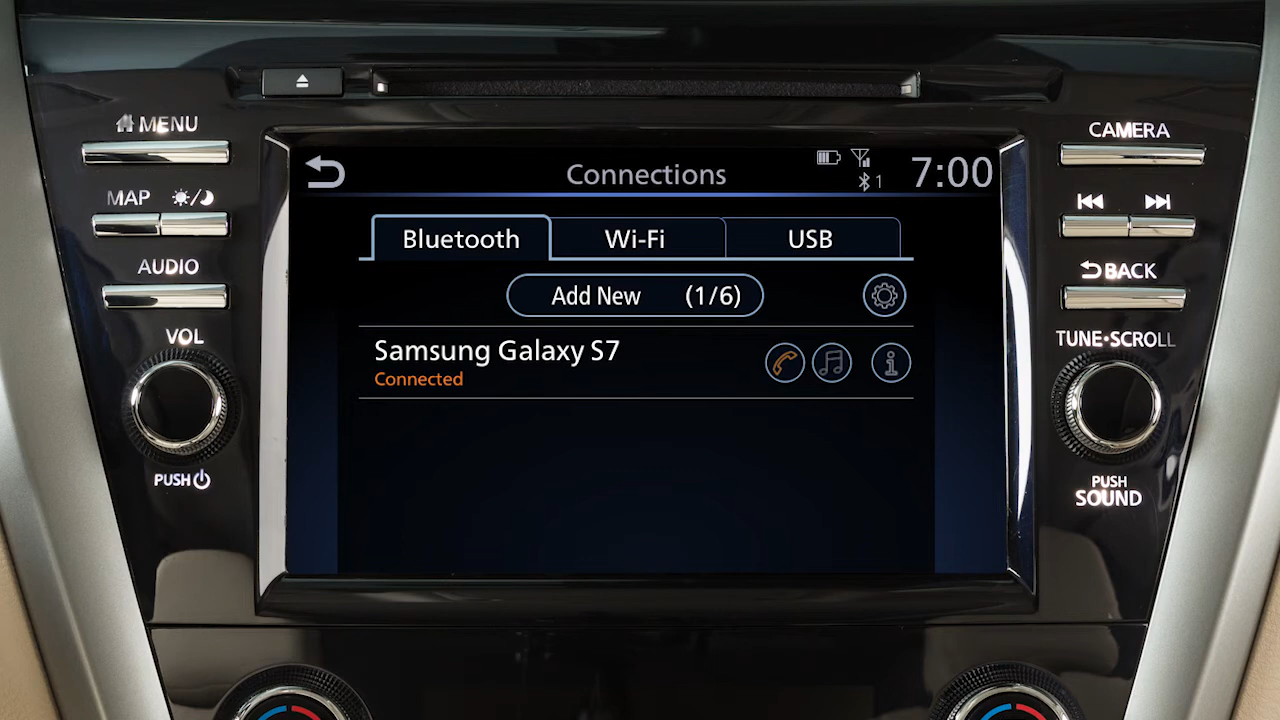 MENU
MAP
AUDIO
VOL
PUSH
Connections
1
7:00
Bluetooth
Wi-Fi
USB
Add New (1/6)
Samsung Galaxy S7
Connected
CAMERA
BACK
TUNE•SCROLL
PUSH
SOUND